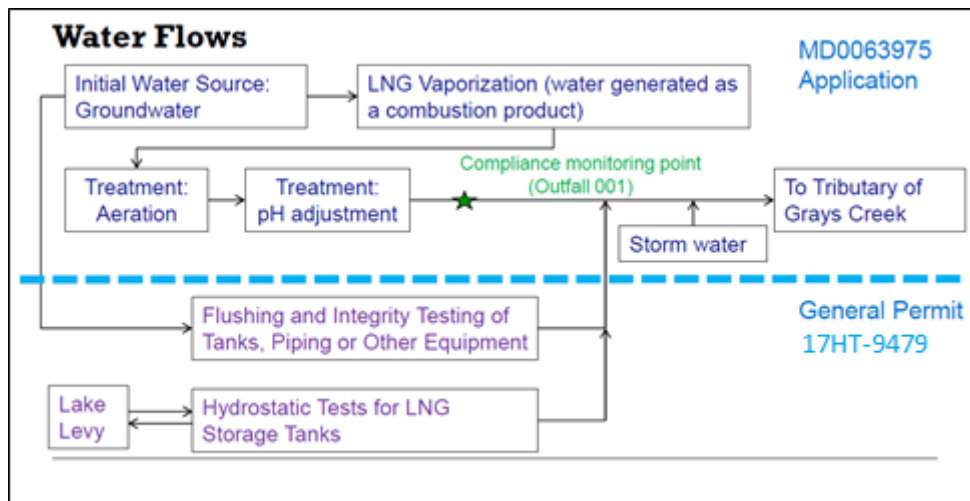 Water Flows
MD0063975
Application
Initial Water Source:
Groundwater
LNG Vaporization (water generated as
a combustion product)
Compliance monitoring point
(Outfall 001)
Treatment:
Aeration
Treatment:
pH adjustment
To Tributary of
Grays Creek
Storm water
General Permit
17HT-9479
Flushing and Integrity Testing of
Tanks, Piping or Other Equipment
Lake
Levy
Hydrostatic Tests for LNG
Storage Tanks